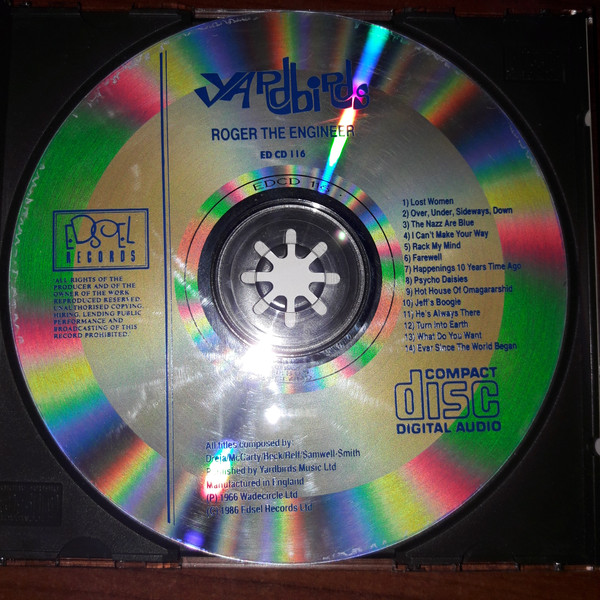 YARDbiRds
ROGER THE ENGINEER
ED CD 116
EDCD 116
EDSEL
RECORDS
ALL RIGHTS OF THE
PRODUCER AND OF THE
OWNER OF THE WORK
REPRODUCED RESERVED.
UNAUTHORISED COPYING,
HIRING, LENDING PUBLIC
PERFORMANCE AND
BROADCASTING OF THIS
RECORD PROHIBITED.
1) Lost Women
2) Over, Under, Sideways, Down
3) The Nazz Are Blue
4) I Can't Make Your Way
5) Rack My Mind
6) Farewell
7) Happenings 10 Years Time Ago
8) Psycho Daisies
9) Hot House Of Omagararshid
10) Jeff's Boogie
11) He's Always There
12) Turn Into Earth
13) What Do You Want
14) Ever Since The World Began
COMPACT
disc
DIGITAL AUDIO
All titles composed by:
Dreja/McCarty/Beck/Relf/Samwell-Smith
Published by Yardbirds Music Ltd
Manufactured in England
(P) 1966 Wadecircle Ltd
(C) 1986 Edsel Records Ltd